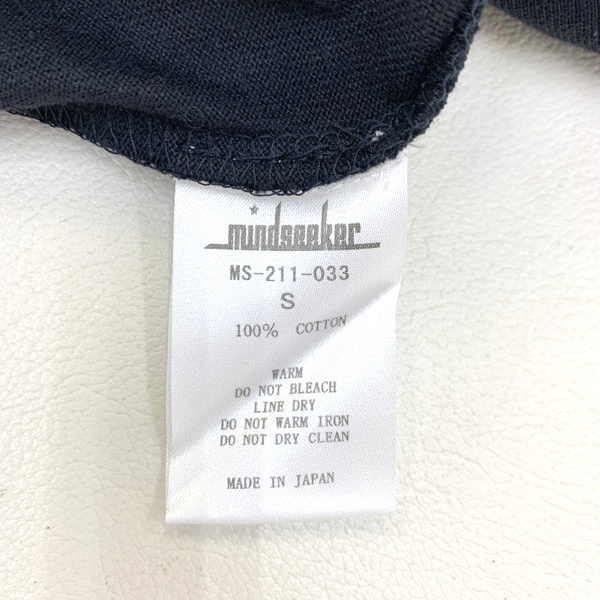 mindseeker
MS-211-033
S
100% COTTON
WARM
DO NOT BLEACH
LINE DRY
DO NOT WARM IRON
DO NOT DRY CLEAN
MADE IN JAPAN